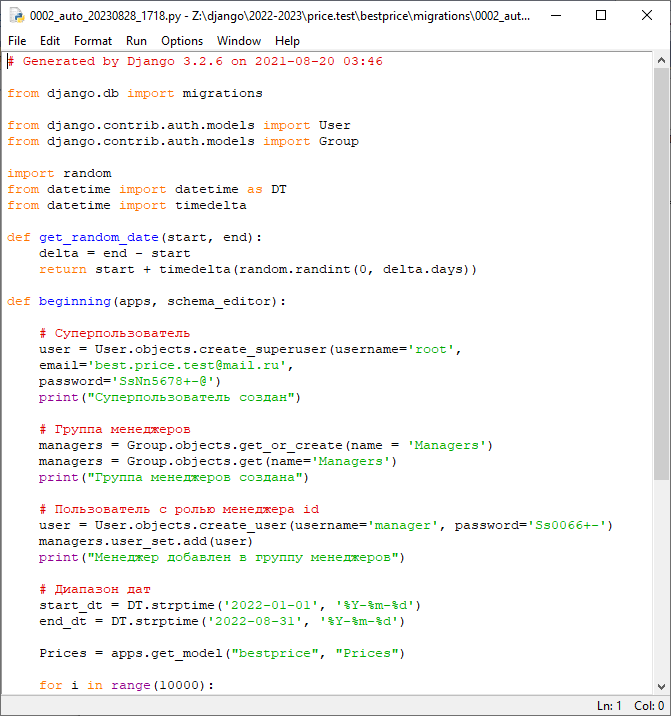 0002_auto_20230828_1718.py - Z:\django\2022-2023\price.test\bestprice\migrations\0002_aut...
File Edit Format Run Options Window Help
# Generated by Django 3.2.6 on 2021-08-20 03:46
from django.db import migrations
from django.contrib.auth.models import User
from django.contrib.auth.models import Group
import random
from datetime import datetime as DT
from datetime import timedelta
def get_random_date(start, end):
    delta = end - start
    return start + timedelta(random.randint(0, delta.days))
def beginning(apps, schema_editor):
    # Суперпользователь
    user = User.objects.create_superuser(username='root',
    email='best.price.test@mail.ru',
    password='SsNn5678+-@')
    print("Суперпользователь создан")
    # Группа менеджеров
    managers = Group.objects.get_or_create(name = 'Managers')
    managers = Group.objects.get(name='Managers')
    print("Группа менеджеров создана")
    # Пользователь с ролью менеджера id
    user = User.objects.create_user(username='manager', password='Ss0066+-')
    managers.user_set.add(user)
    print("Менеджер добавлен в группу менеджеров")
    # Диапазон дат
    start_dt = DT.strptime('2022-01-01', '%Y-%m-%d')
    end_dt = DT.strptime('2022-08-31', '%Y-%m-%d')
    Prices = apps.get_model("bestprice", "Prices")
    for i in range(10000):
Ln: 1 Col: 0